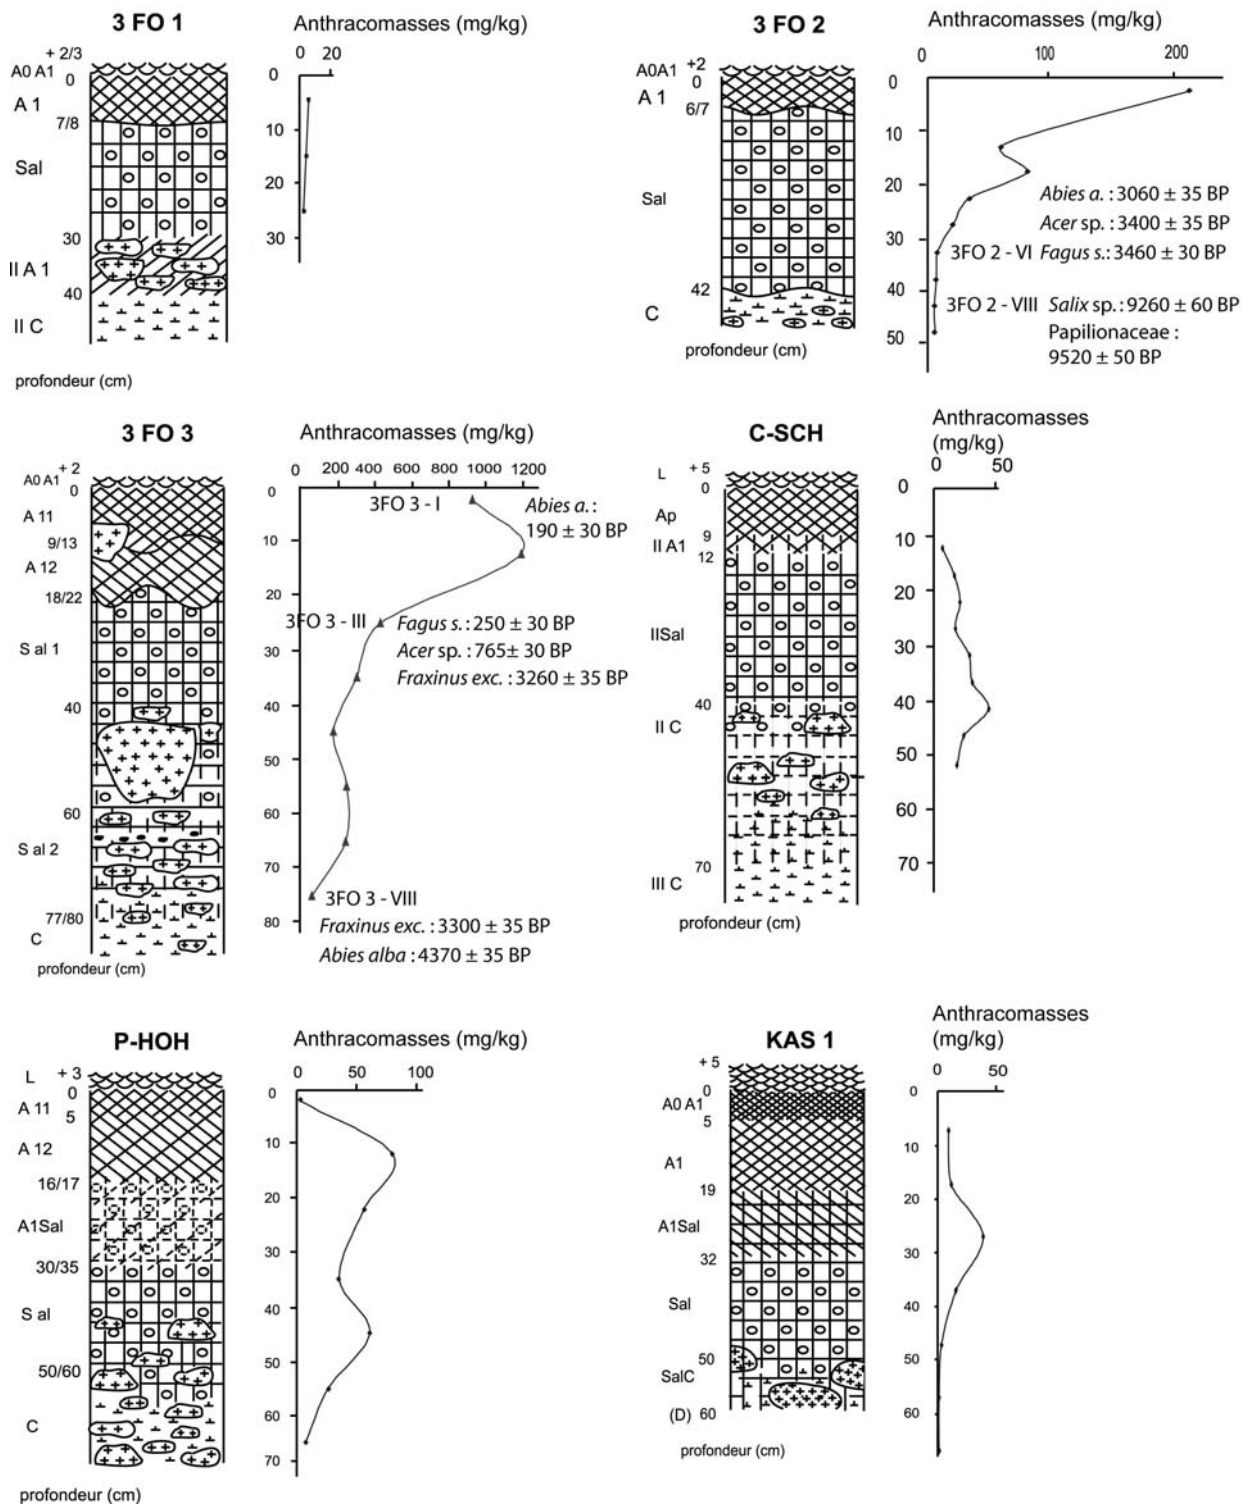 3 FO 1
Anthracomasses (mg/kg)
0 20
+ 2/3
A0 A1
0
A 1
7/8
Sal
30
II A 1
40
II C
profondeur (cm)
0
10
20
30
3 FO 2
Anthracomasses (mg/kg)
0 100 200
A0A1 +2
0
A 1
6/7
Sal
42
C
profondeur (cm)
0
10
20
30
40
50
Abies a. : 3060 ± 35 BP
Acer sp. : 3400 ± 35 BP
3FO 2 - VI Fagus s.: 3460 ± 30 BP
3FO 2 - VIII Salix sp. : 9260 ± 60 BP
Papilionaceae :
9520 ± 50 BP
3 FO 3
Anthracomasses (mg/kg)
0 200 400 600 800 1000 1200
+ 2
A0 A1
0
A 11
9/13
A 12
18/22
S al 1
40
60
S al 2
77/80
C
profondeur (cm)
0
10
20
30
40
50
60
70
80
3FO 3 - I
Abies a. :
190 ± 30 BP
3FO 3 - III Fagus s. : 250 ± 30 BP
Acer sp. : 765± 30 BP
Fraxinus exc. : 3260 ± 35 BP
3FO 3 - VIII
Fraxinus exc. : 3300 ± 35 BP
Abies alba : 4370 ± 35 BP
C-SCH
Anthracomasses
(mg/kg)
0 50
L + 5
0
Ap
9
II A1
12
IISal
40
II C
70
III C
profondeur (cm)
0
10
20
30
40
50
60
70
P-HOH
Anthracomasses (mg/kg)
0 50 100
L + 3
0
A 11
5
A 12
16/17
A1Sal
30/35
S al
50/60
C
profondeur (cm)
0
10
20
30
40
50
60
70
KAS 1
Anthracomasses
(mg/kg)
0 50
+ 5
0
A0 A1
5
A1
19
A1Sal
32
Sal
50
SalC
(D) 60
profondeur (cm)
0
10
20
30
40
50
60